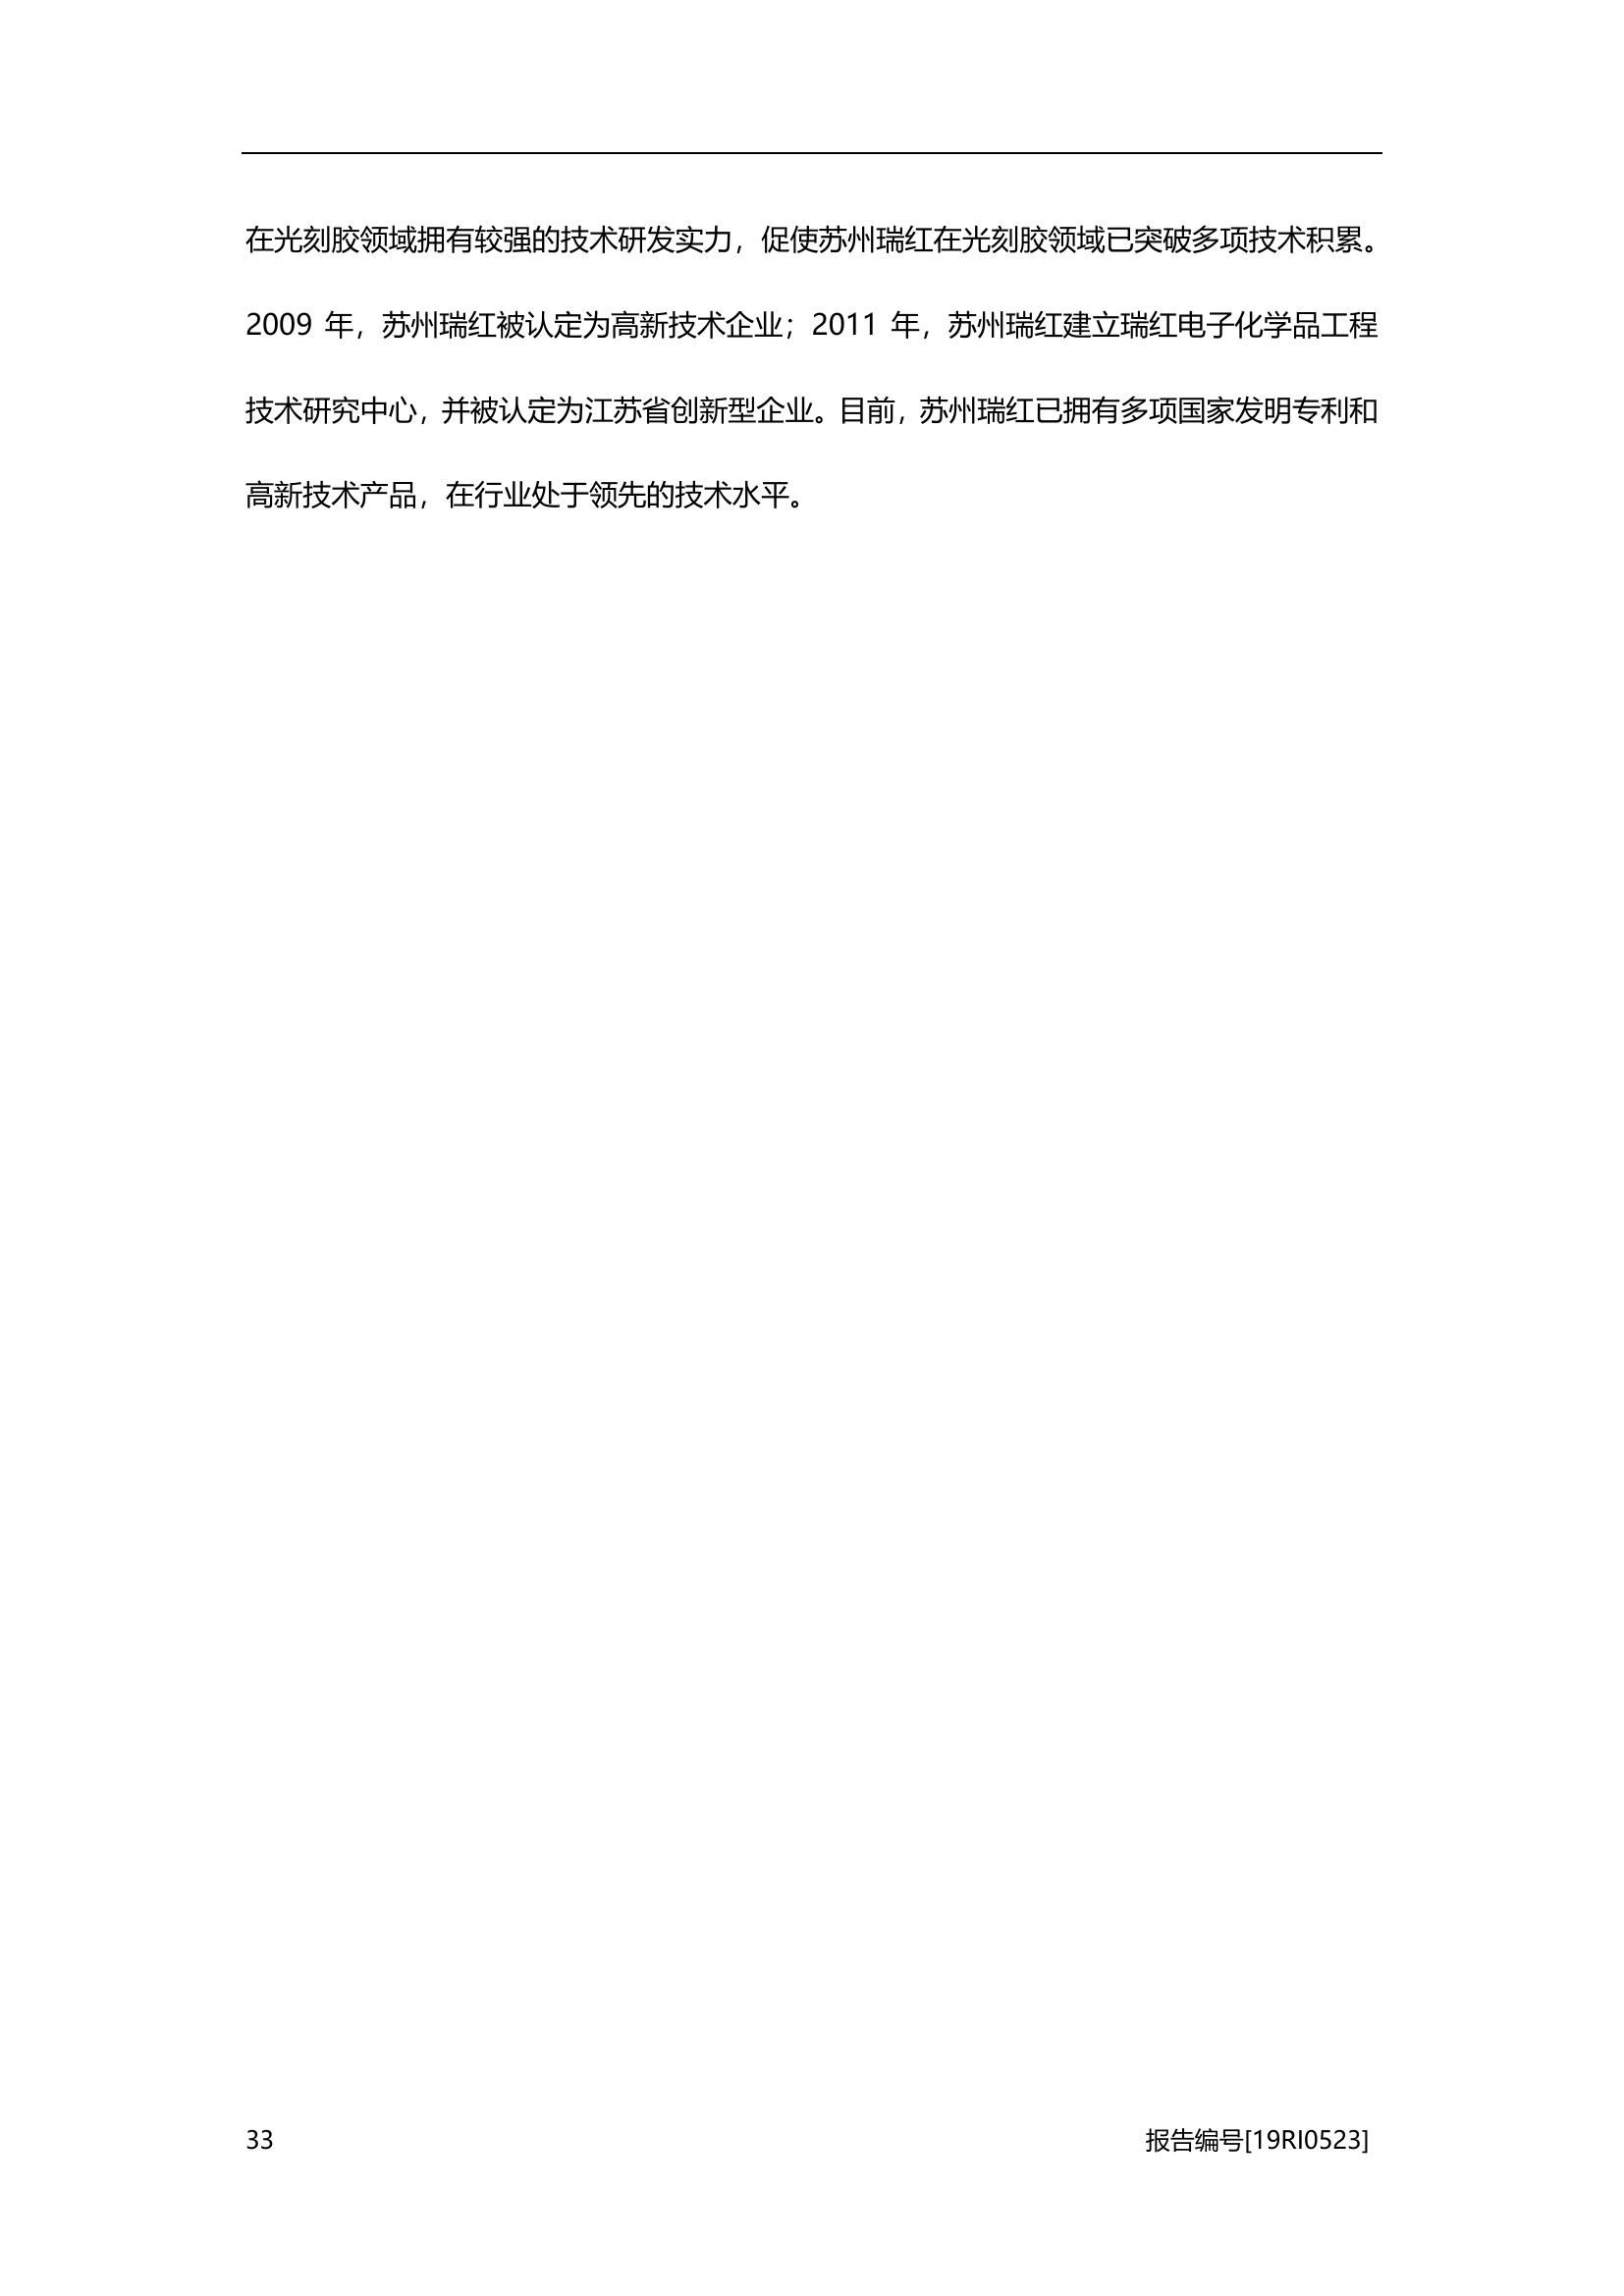 在光刻胶领域拥有较强的技术研发实力，促使苏州瑞红在光刻胶领域已突破多项技术积累。
2009 年，苏州瑞红被认定为高新技术企业；2011 年，苏州瑞红建立瑞红电子化学品工程
技术研究中心，并被认定为江苏省创新型企业。目前，苏州瑞红已拥有多项国家发明专利和
高新技术产品，在行业处于领先的技术水平。
33 报告编号[19RI0523]